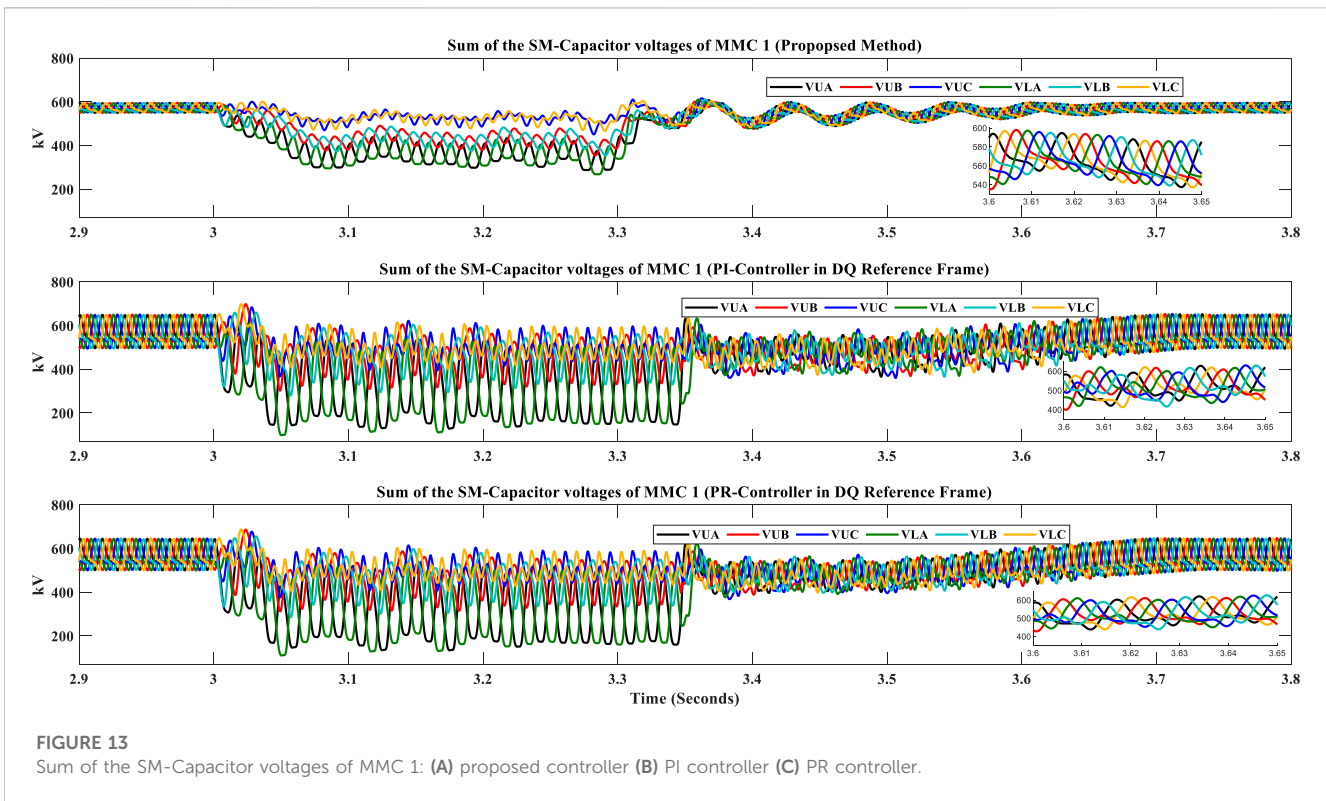 Sum of the SM-Capacitor voltages of MMC 1 (Propopsed Method)
800
600
400
200
kV
VUA VUB VUC VLA VLB VLC
600
580
560
540
3.6 3.61 3.62 3.63 3.64 3.65
2.9 3 3.1 3.2 3.3 3.4 3.5 3.6 3.7 3.8
Sum of the SM-Capacitor voltages of MMC 1 (PI-Controller in DQ Reference Frame)
800
600
400
200
kV
VUA VUB VUC VLA VLB VLC
600
500
400
3.6 3.61 3.62 3.63 3.64 3.65
2.9 3 3.1 3.2 3.3 3.4 3.5 3.6 3.7 3.8
Sum of the SM-Capacitor voltages of MMC 1 (PR-Controller in DQ Reference Frame)
800
600
400
200
kV
VUA VUB VUC VLA VLB VLC
600
500
400
3.6 3.61 3.62 3.63 3.64 3.65
2.9 3 3.1 3.2 3.3 3.4 3.5 3.6 3.7 3.8
Time (Seconds)
FIGURE 13
Sum of the SM-Capacitor voltages of MMC 1: (A) proposed controller (B) PI controller (C) PR controller.